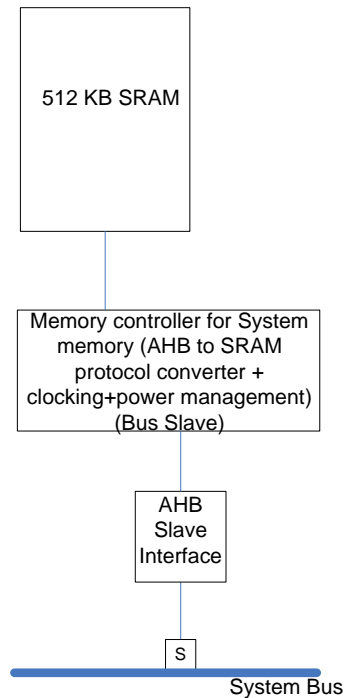 512 KB SRAM
Memory controller for System
memory (AHB to SRAM
protocol converter +
clocking+power management)
(Bus Slave)
AHB
Slave
Interface
S
System Bus